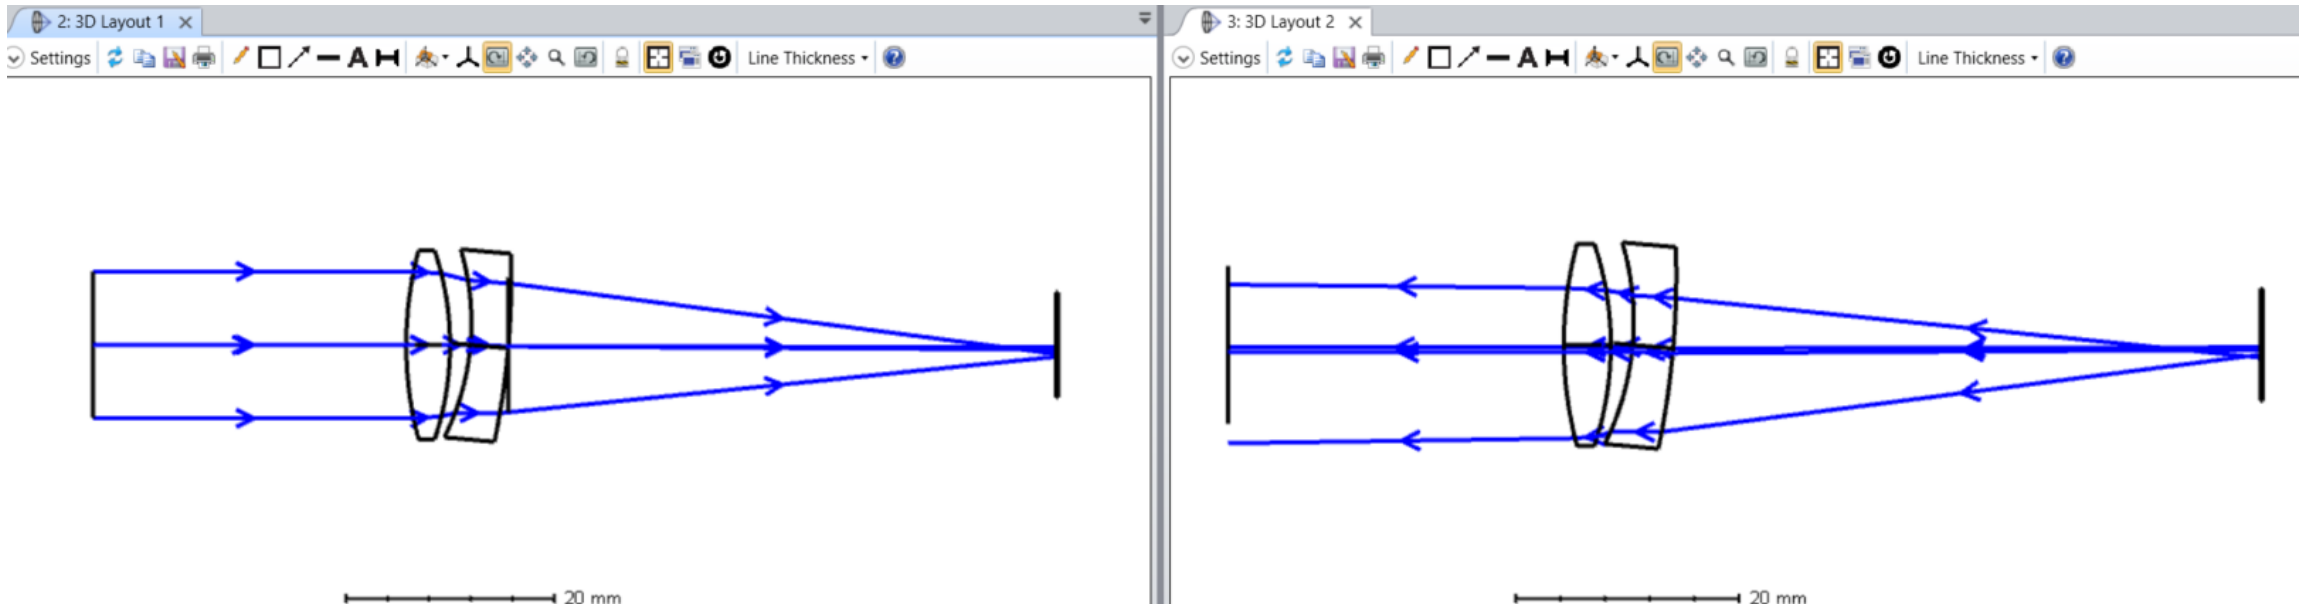 2: 3D Layout 1
Settings
A
Line Thickness
?
20 mm
3: 3D Layout 2
Settings
A
Line Thickness
?
20 mm